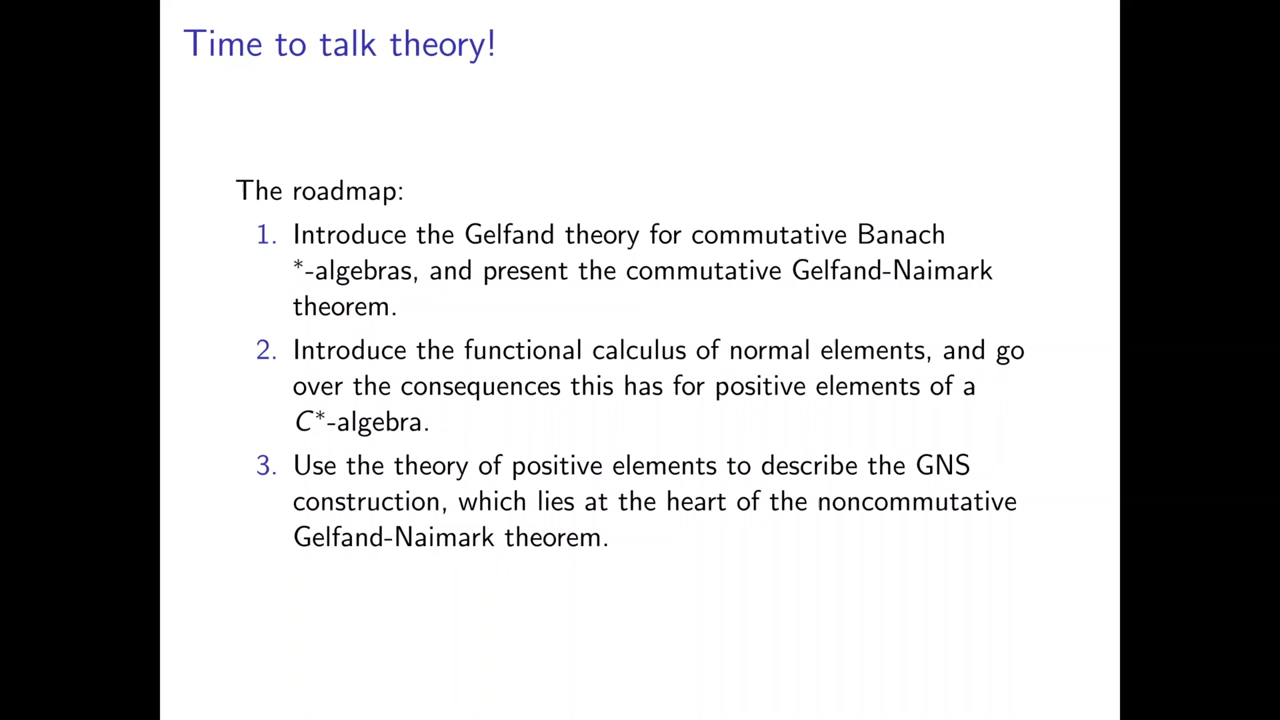 Time to talk theory!
The roadmap:
1. Introduce the Gelfand theory for commutative Banach
*-algebras, and present the commutative Gelfand-Naimark
theorem.
2. Introduce the functional calculus of normal elements, and go
over the consequences this has for positive elements of a
C*-algebra.
3. Use the theory of positive elements to describe the GNS
construction, which lies at the heart of the noncommutative
Gelfand-Naimark theorem.